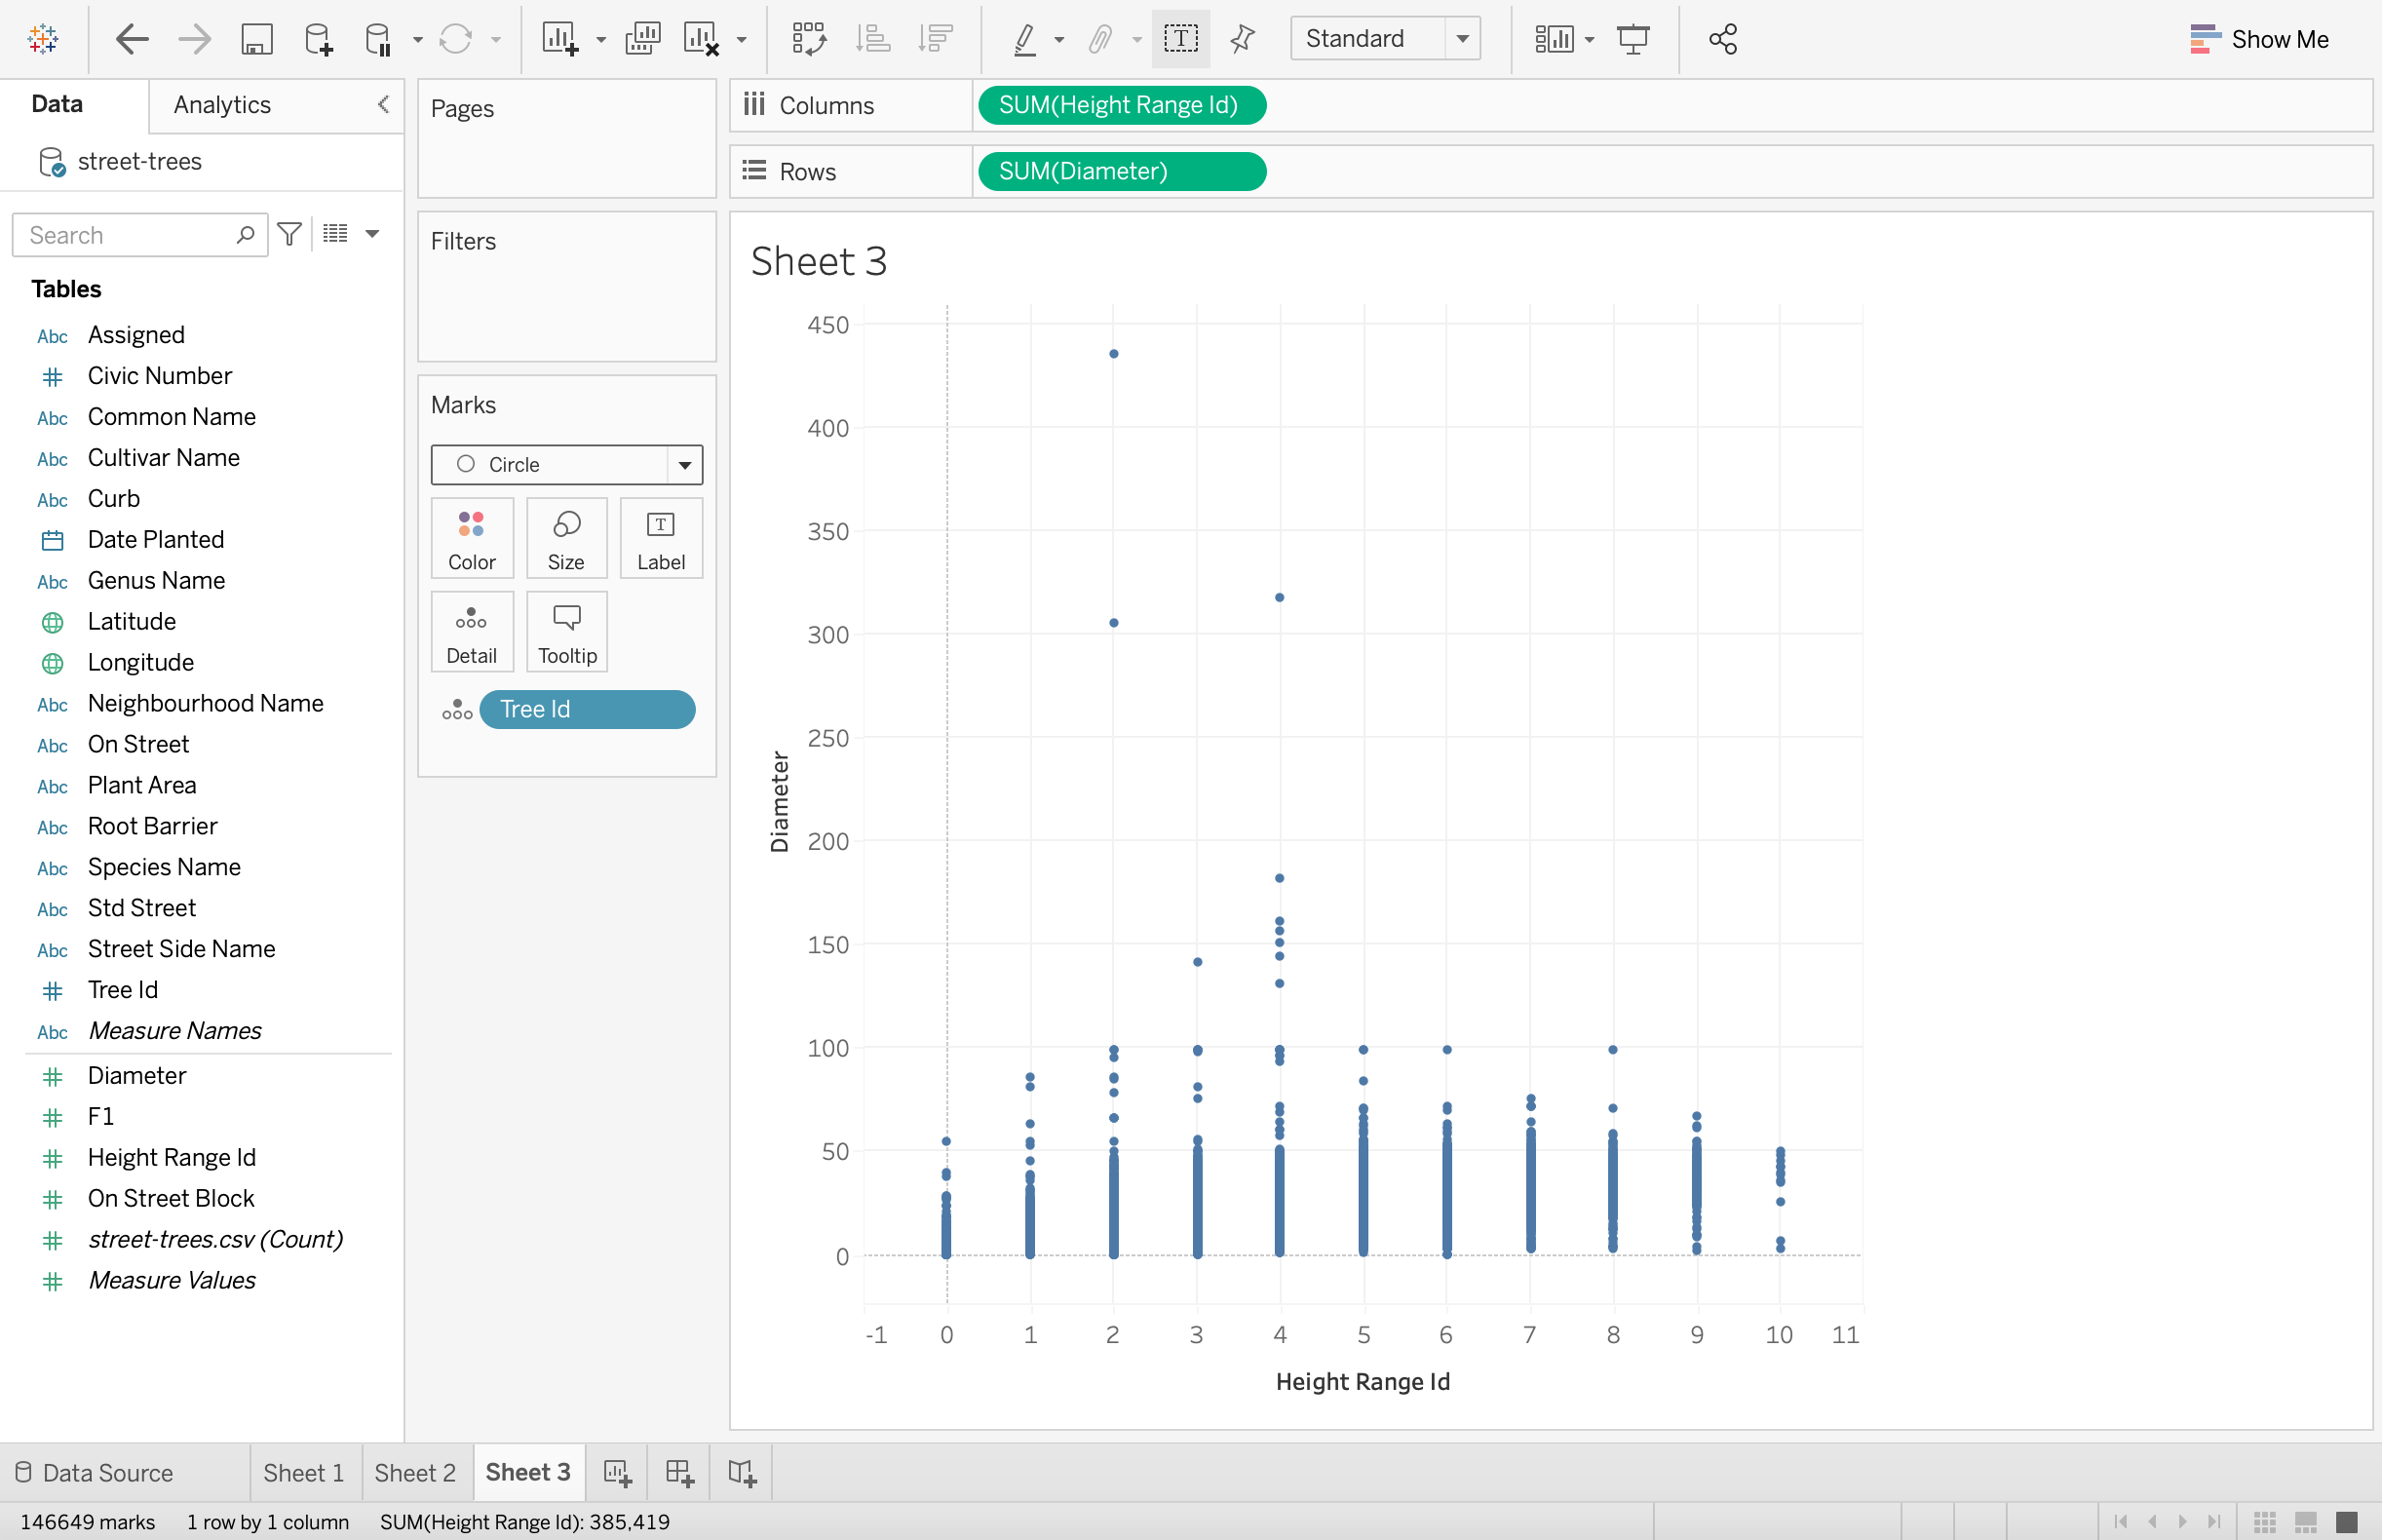 Standard
Show Me
Data
Analytics
street-trees
Search
Tables
Abc Assigned
Civic Number
Abc Common Name
Abc Cultivar Name
Abc Curb
Date Planted
Abc Genus Name
Latitude
Longitude
Abc Neighbourhood Name
Abc On Street
Abc Plant Area
Abc Root Barrier
Abc Species Name
Abc Std Street
Abc Street Side Name
Tree Id
Abc Measure Names
Diameter
F1
Height Range Id
On Street Block
street-trees.csv (Count)
Measure Values
Pages
Filters
Marks
Circle
Color Size Label
Detail Tooltip
Tree Id
Columns SUM(Height Range Id)
Rows SUM(Diameter)
Sheet 3
450
400
350
300
250
200
150
100
50
0
Diameter
-1 0 1 2 3 4 5 6 7 8 9 10 11
Height Range Id
Data Source Sheet 1 Sheet 2 Sheet 3
146649 marks 1 row by 1 column SUM(Height Range Id): 385,419